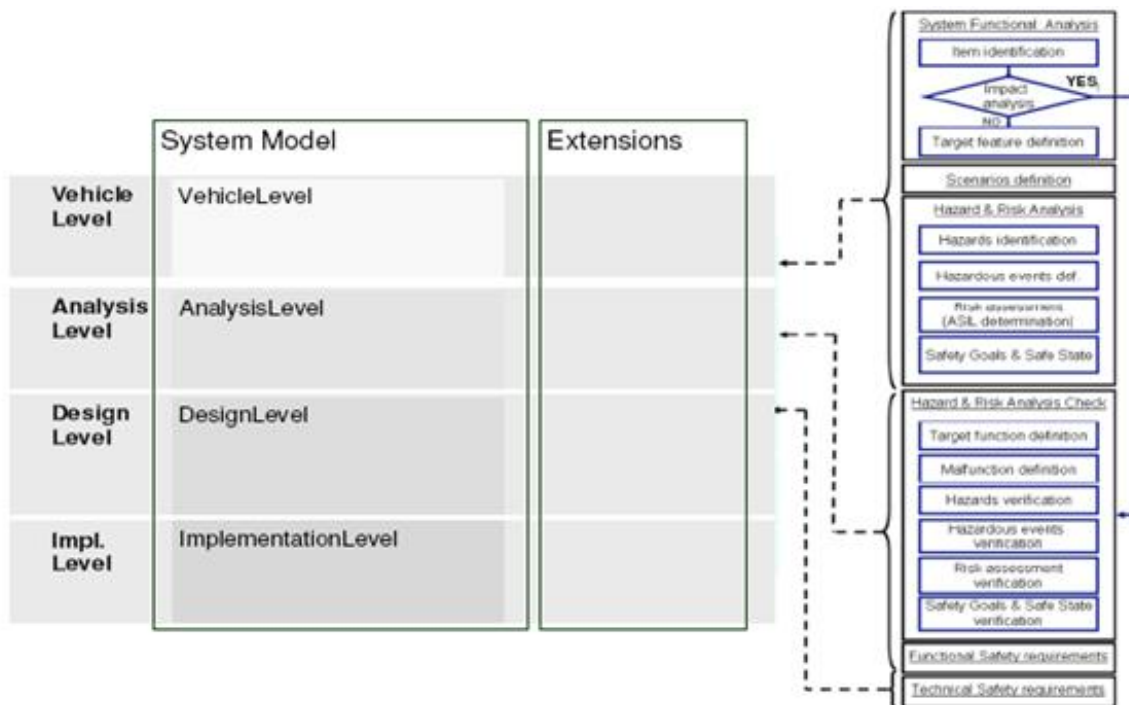 System Model
Extensions
Vehicle
Level
VehicleLevel
Analysis
Level
AnalysisLevel
Design
Level
DesignLevel
Impl.
Level
ImplementationLevel
System Functional Analysis
Item identification
YES
Impact
analysis
NO
Target feature definition
Scenarios definition
Hazard & Risk Analysis
Hazards identification
Hazardous events def.
Risk assessment
(ASIL determination)
Safety Goals & Safe State
Hazard & Risk Analysis Check
Target function definition
Malfunction definition
Hazards verification
Hazardous events
verification
Risk assessment
verification
Safety Goals & Safe State
verification
Functional Safety requirements
Technical Safety requirements